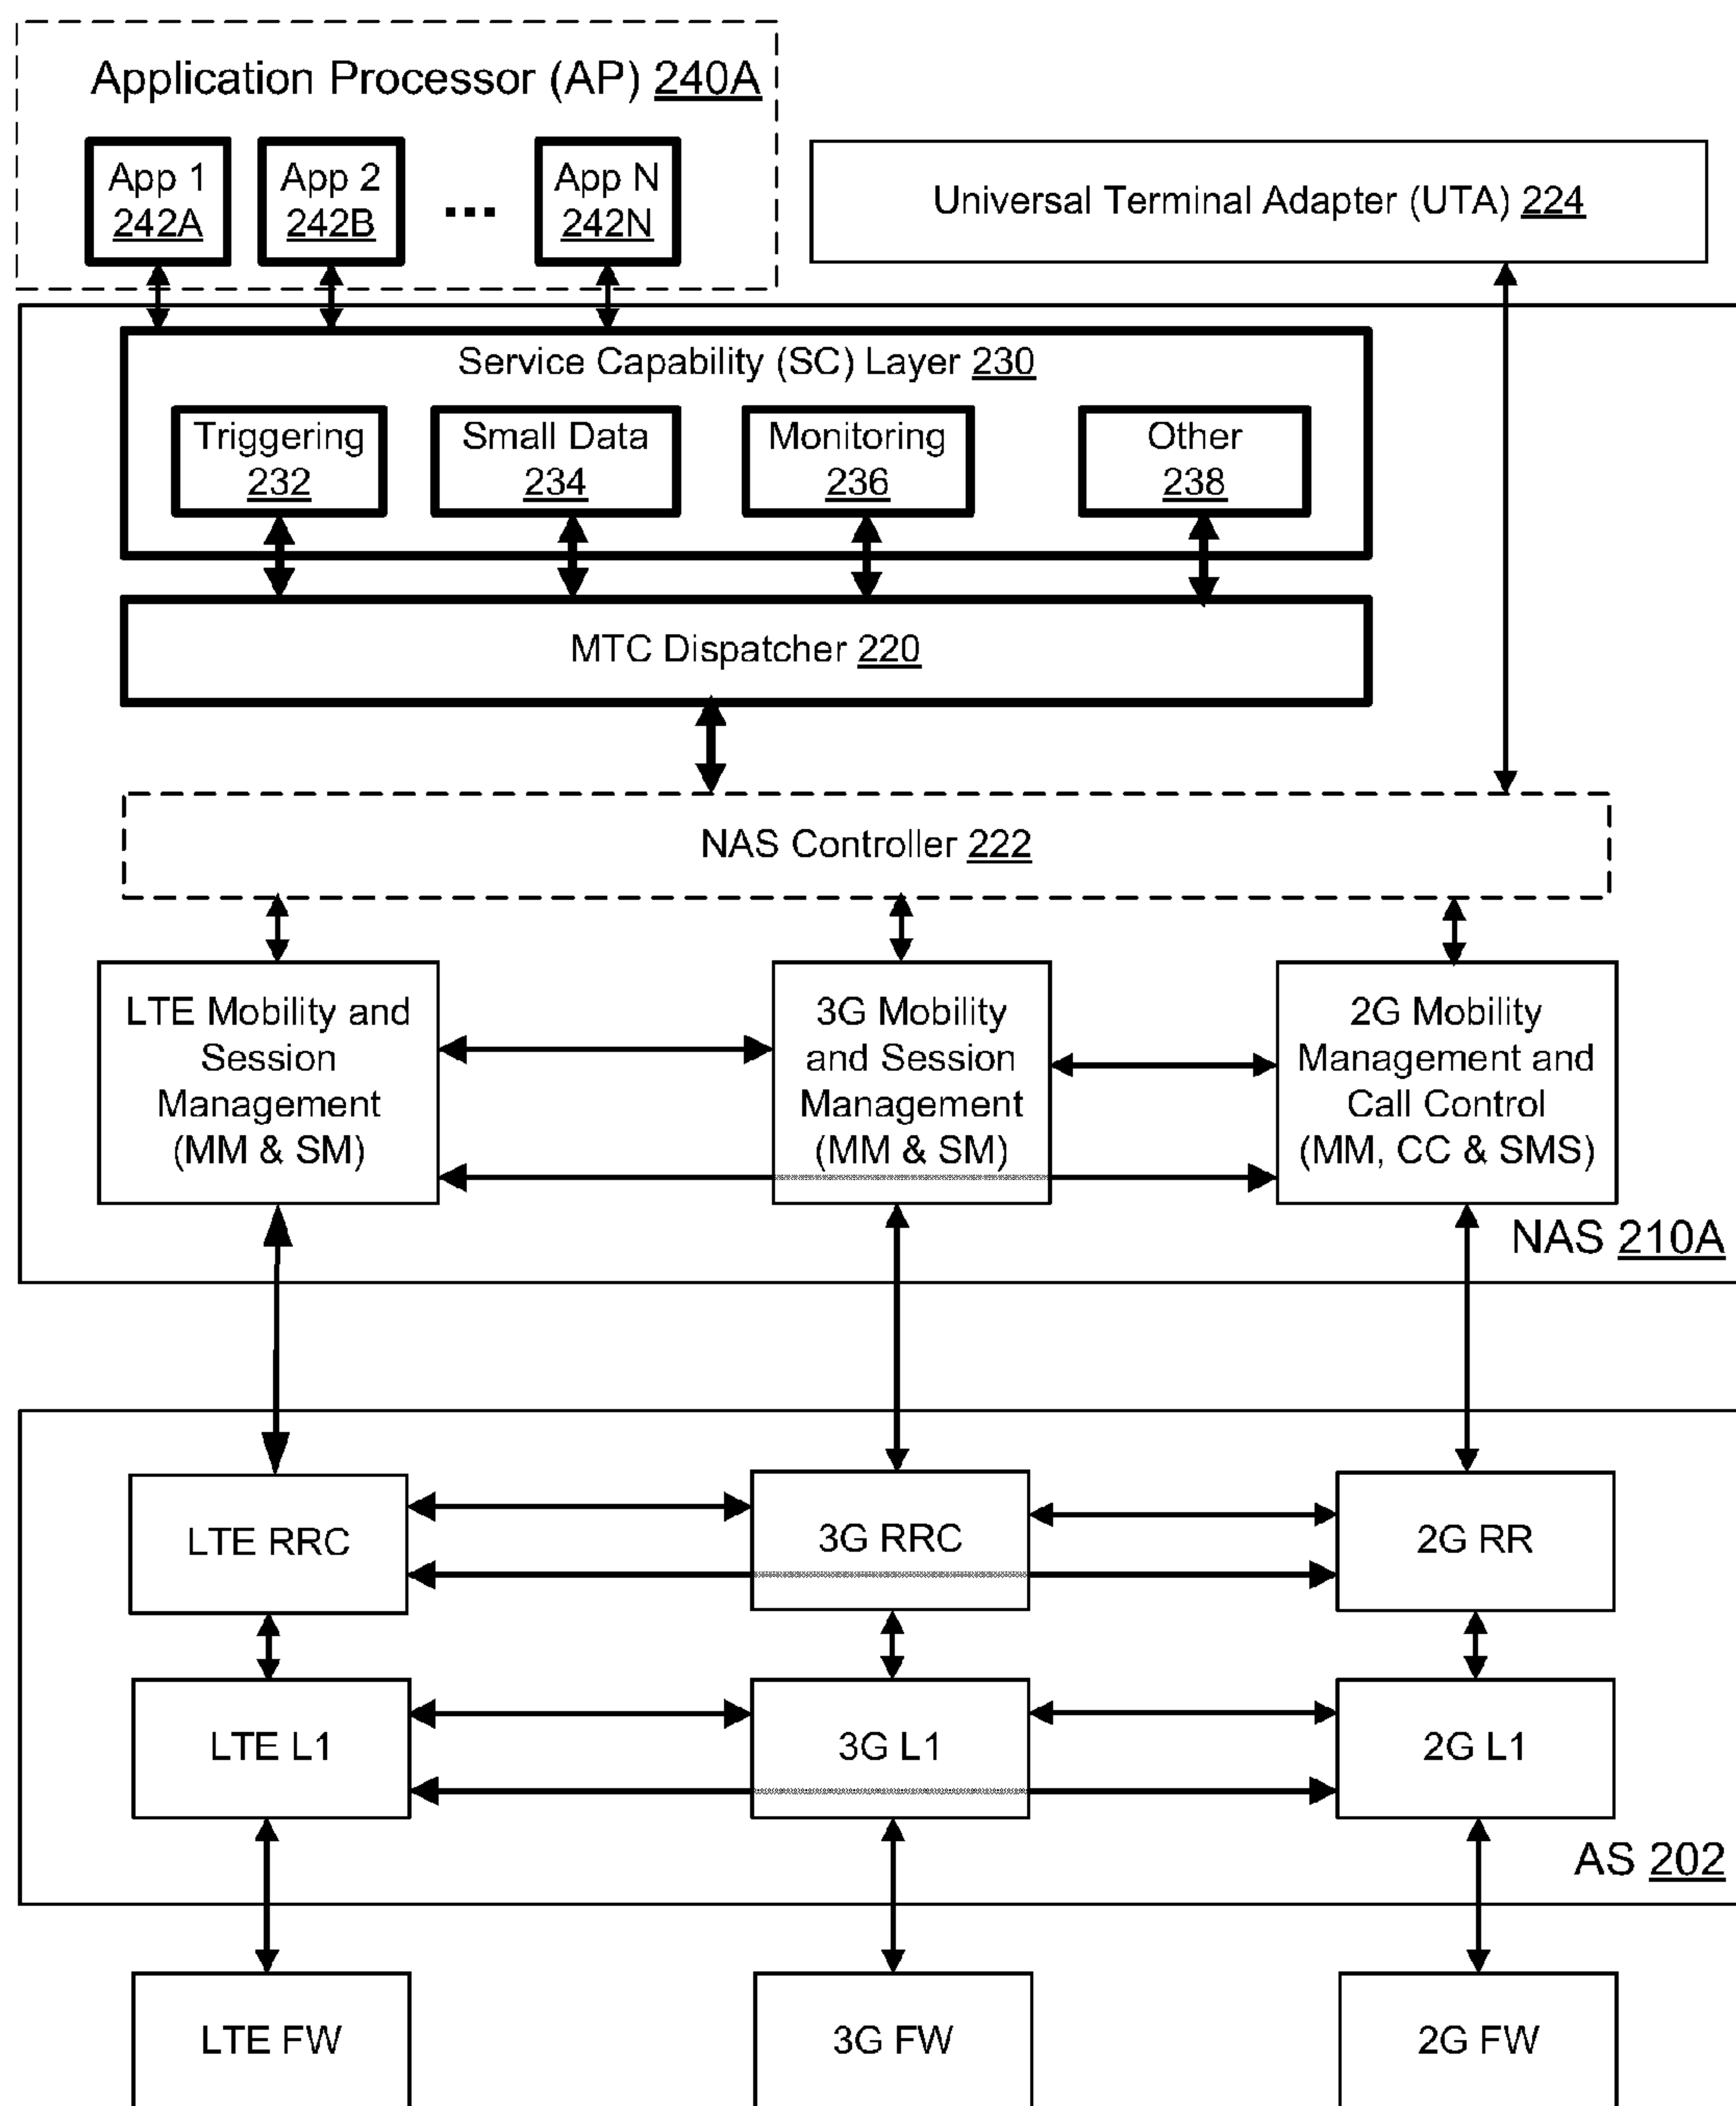 Application Processor (AP) 240A
App 1
242A
App 2
242B
...
App N
242N
Universal Terminal Adapter (UTA) 224
Service Capability (SC) Layer 230
Triggering
232
Small Data
234
Monitoring
236
Other
238
MTC Dispatcher 220
NAS Controller 222
LTE Mobility and
Session
Management
(MM & SM)
3G Mobility
and Session
Management
(MM & SM)
2G Mobility
Management and
Call Control
(MM, CC & SMS)
NAS 210A
LTE RRC
3G RRC
2G RR
LTE L1
3G L1
2G L1
AS 202
LTE FW
3G FW
2G FW